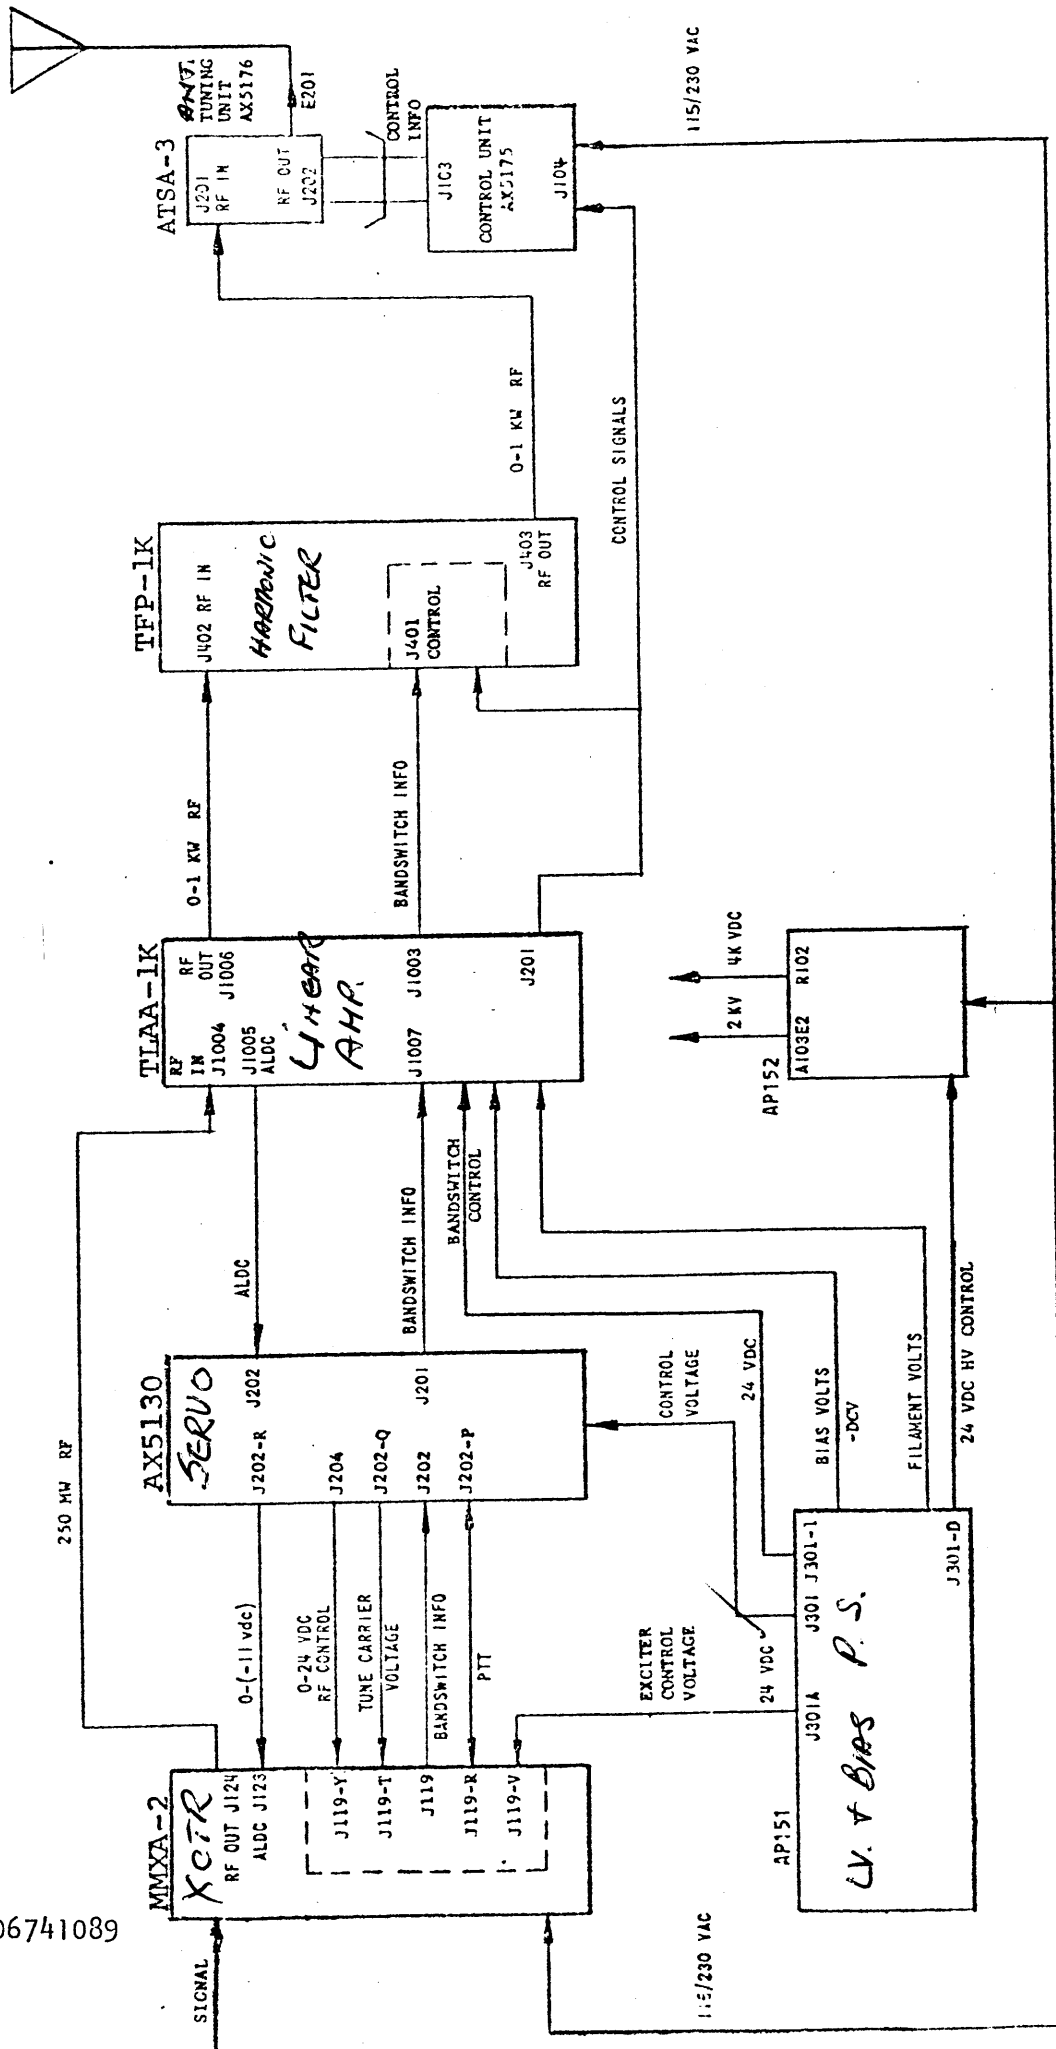 006741089
SIGNAL
MMXA-2
XCTR
RF OUT J124
ALDC J123
J119-Y
J119-T
J119
J119-R
J119-V
115/230 VAC
250 MW RF
0-(-11 vdc)
0-24 VDC
RF CONTROL
TUNE CARRIER
VOLTAGE
BANDSWITCH INFO
PTT
EXCITER
CONTROL
VOLTAGE
24 VDC
AX5130
SERVO
J202-R
J202
J204
J202-Q
J202
J201
J202-P
AP151
LV. & BIAS P.S.
J301A
J301
J301-1
J301-D
ALDC
BANDSWITCH INFO
BANDSWITCH
CONTROL
CONTROL
VOLTAGE
24 VDC
BIAS VOLTS
-DCV
FILAMENT VOLTS
24 VDC HV CONTROL
TLAA-1K
RF
IN
J1004
RF
OUT
J1006
J1005
ALDC
LINEAR
AMP.
J1007
J1003
J201
AP152
A103E2
R102
2 KV
4K VDC
0-1 KW RF
BANDSWITCH INFO
TFP-1K
J402 RF IN
HARMONIC
FILTER
J401
CONTROL
J403
RF OUT
0-1 KW RF
CONTROL SIGNALS
ATSA-3
ANT.
TUNING
UNIT
AX5176
J201
RF IN
RF OUT
J202
E201
CONTROL
INFO
J103
CONTROL UNIT
AX5175
J104
115/230 VAC